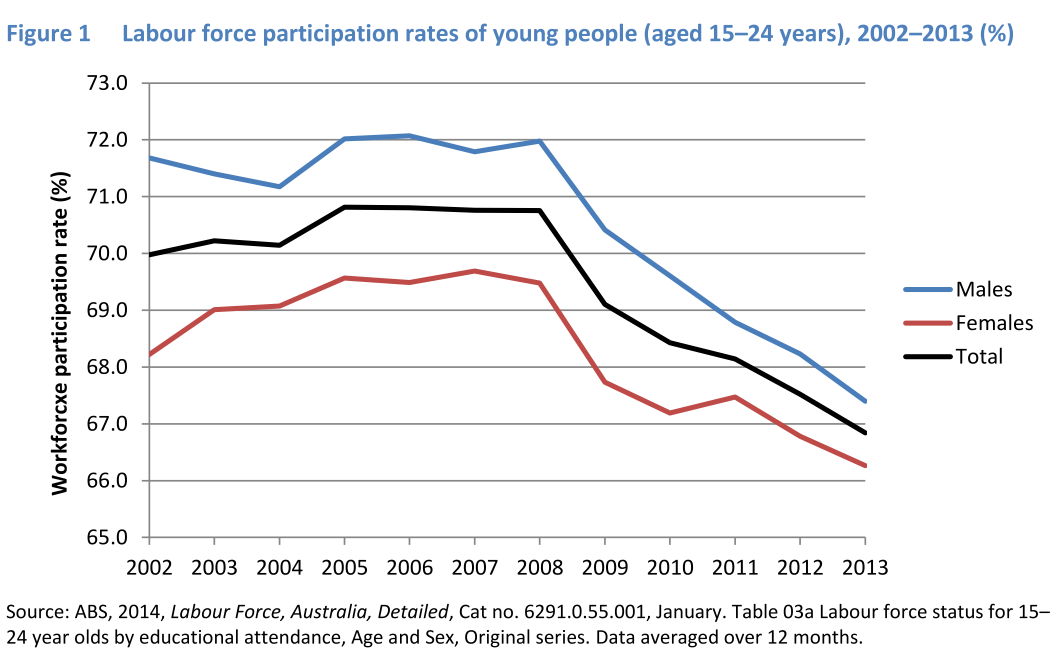 Figure 1 Labour force participation rates of young people (aged 15–24 years), 2002–2013 (%)
73.0
72.0
71.0
70.0
69.0
68.0
67.0
66.0
65.0
Workforcxe participation rate (%)
2002 2003 2004 2005 2006 2007 2008 2009 2010 2011 2012 2013
Males
Females
Total
Source: ABS, 2014, Labour Force, Australia, Detailed, Cat no. 6291.0.55.001, January. Table 03a Labour force status for 15–
24 year olds by educational attendance, Age and Sex, Original series. Data averaged over 12 months.